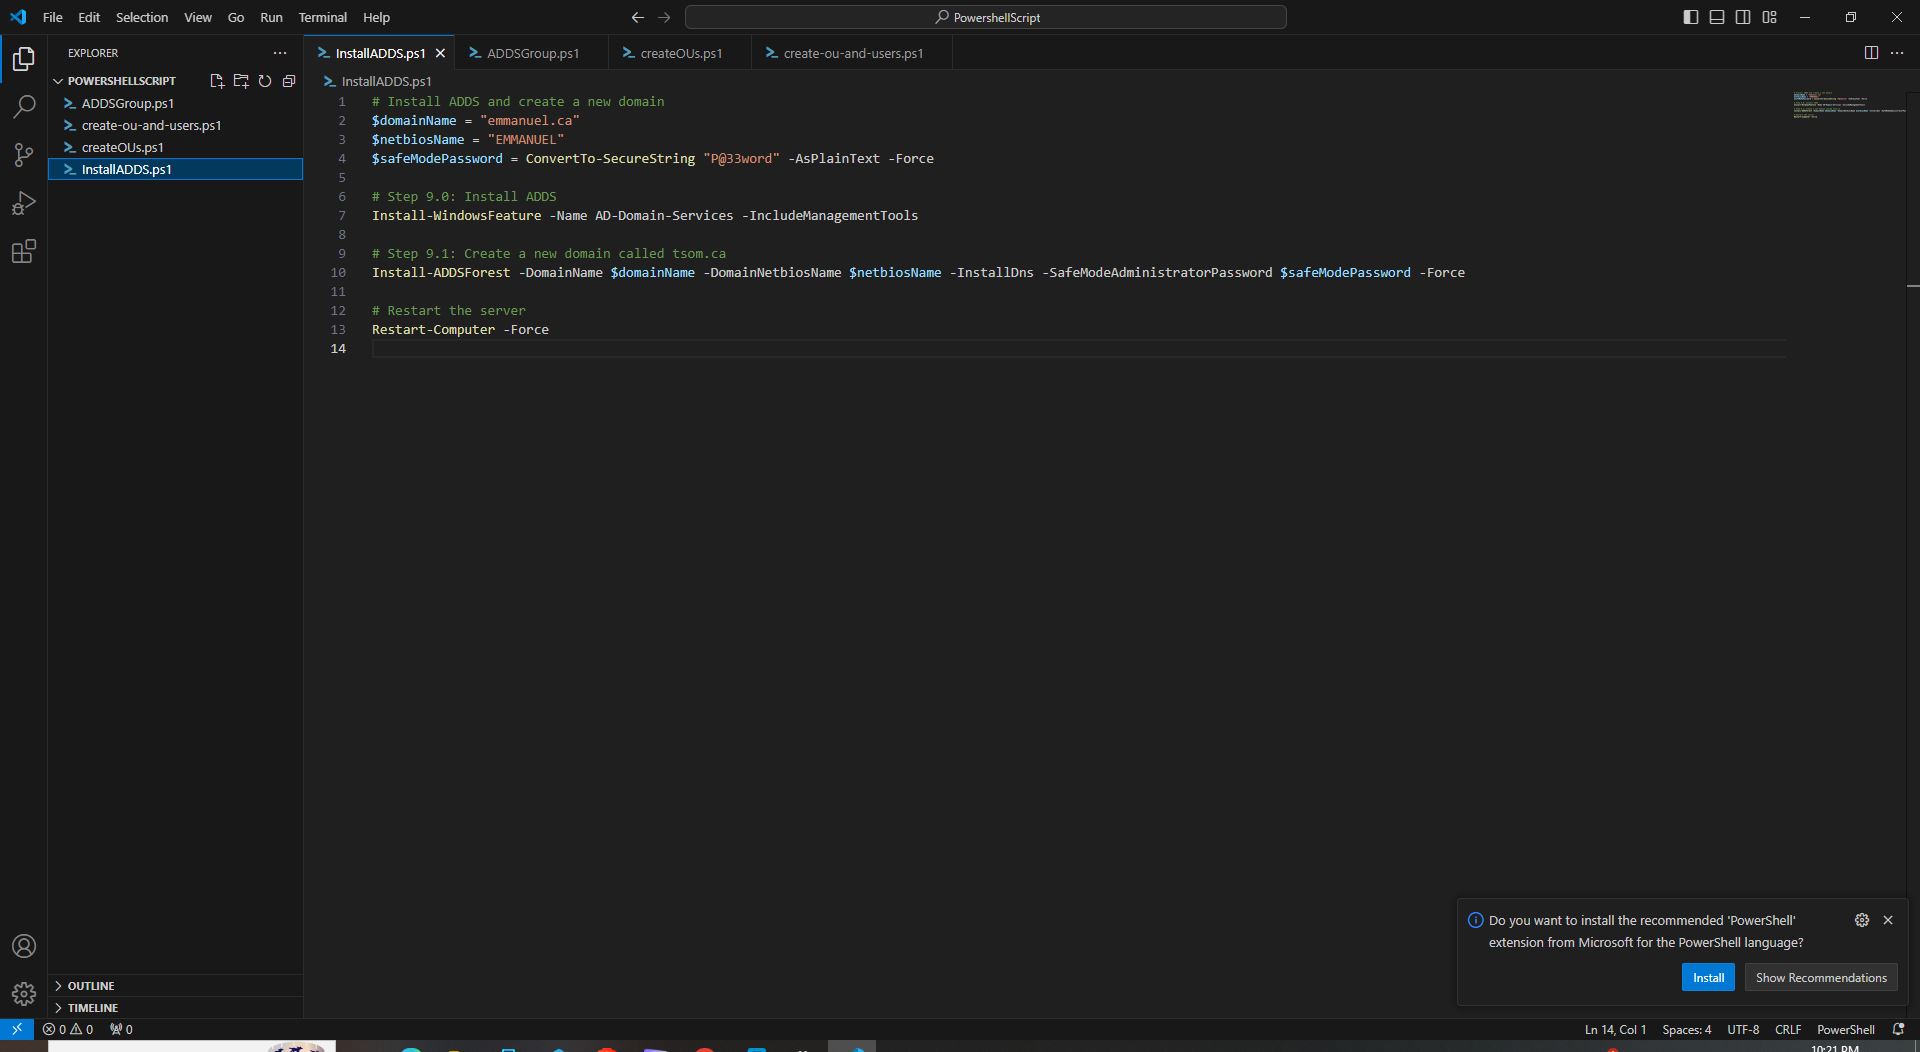 File Edit Selection View Go Run Terminal Help
PowershellScript
EXPLORER
POWERSHELLSCRIPT
ADDSGroup.ps1
create-ou-and-users.ps1
createOUs.ps1
InstallADDS.ps1
OUTLINE
TIMELINE
InstallADDS.ps1 ADDSGroup.ps1 createOUs.ps1 create-ou-and-users.ps1
InstallADDS.ps1
1 # Install ADDS and create a new domain
2 $domainName = "emmanuel.ca"
3 $netbiosName = "EMMANUEL"
4 $safeModePassword = ConvertTo-SecureString "P@33word" -AsPlainText -Force
5
6 # Step 9.0: Install ADDS
7 Install-WindowsFeature -Name AD-Domain-Services -IncludeManagementTools
8
9 # Step 9.1: Create a new domain called tsom.ca
10 Install-ADDSForest -DomainName $domainName -DomainNetbiosName $netbiosName -InstallDns -SafeModeAdministratorPassword $safeModePassword -Force
11
12 # Restart the server
13 Restart-Computer -Force
14
Do you want to install the recommended 'PowerShell'
extension from Microsoft for the PowerShell language?
Install Show Recommendations
0 0 0 Ln 14, Col 1 Spaces: 4 UTF-8 CRLF PowerShell
10:21 PM